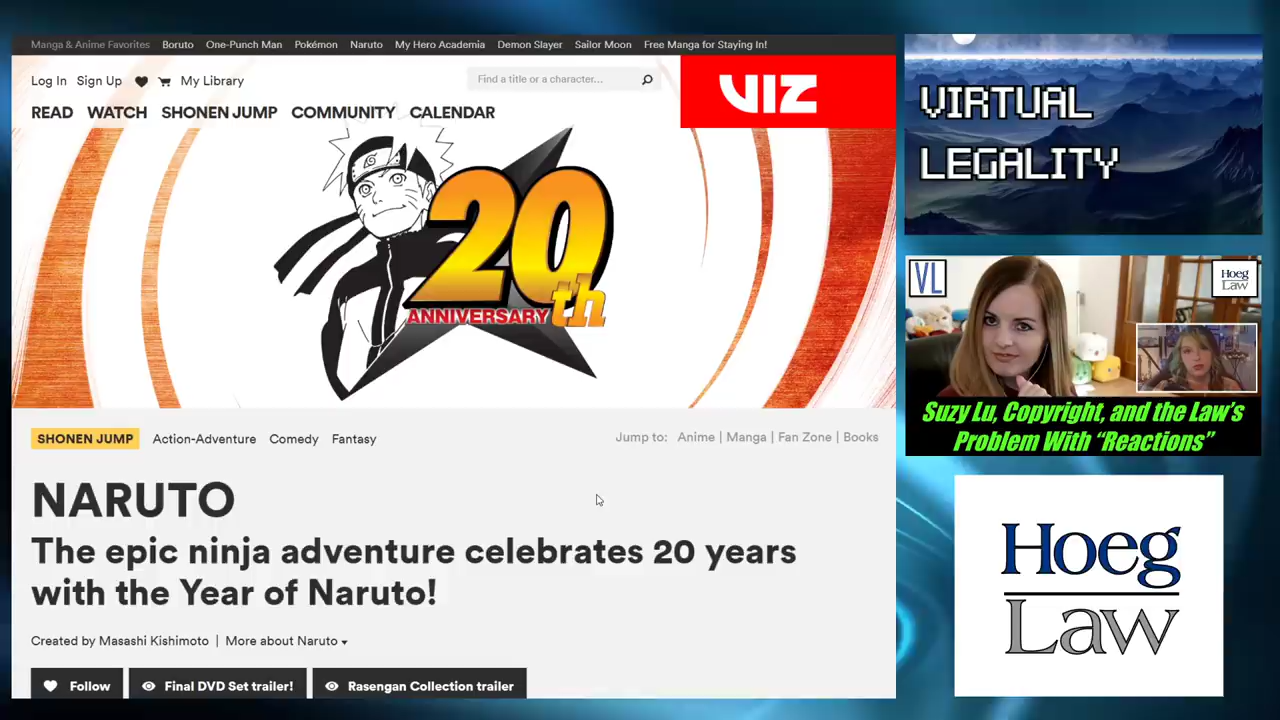 Manga & Anime Favorites Boruto One-Punch Man Pokémon Naruto My Hero Academia Demon Slayer Sailor Moon Free Manga for Staying In!
Log In Sign Up My Library
Find a title or a character...
VIZ
READ WATCH SHONEN JUMP COMMUNITY CALENDAR
20th
ANNIVERSARY
SHONEN JUMP Action-Adventure Comedy Fantasy
Jump to: Anime | Manga | Fan Zone | Books
NARUTO
The epic ninja adventure celebrates 20 years
with the Year of Naruto!
Created by Masashi Kishimoto | More about Naruto
Follow
Final DVD Set trailer!
Rasengan Collection trailer
VIRTUAL
LEGALITY
VL
Hoeg
Law
Suzy Lu, Copyright, and the Law's
Problem With "Reactions"
Hoeg
Law